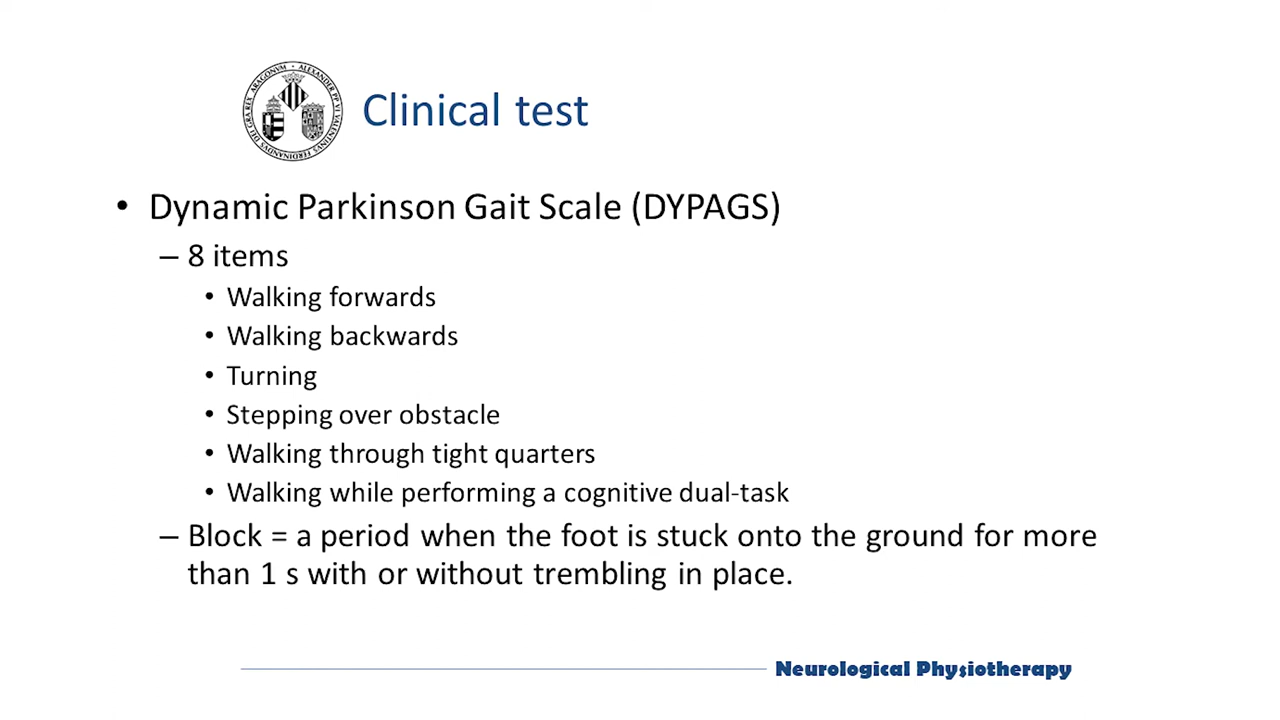 Clinical test
• Dynamic Parkinson Gait Scale (DYPAGS)
– 8 items
• Walking forwards
• Walking backwards
• Turning
• Stepping over obstacle
• Walking through tight quarters
• Walking while performing a cognitive dual-task
– Block = a period when the foot is stuck onto the ground for more
than 1 s with or without trembling in place.
Neurological Physiotherapy